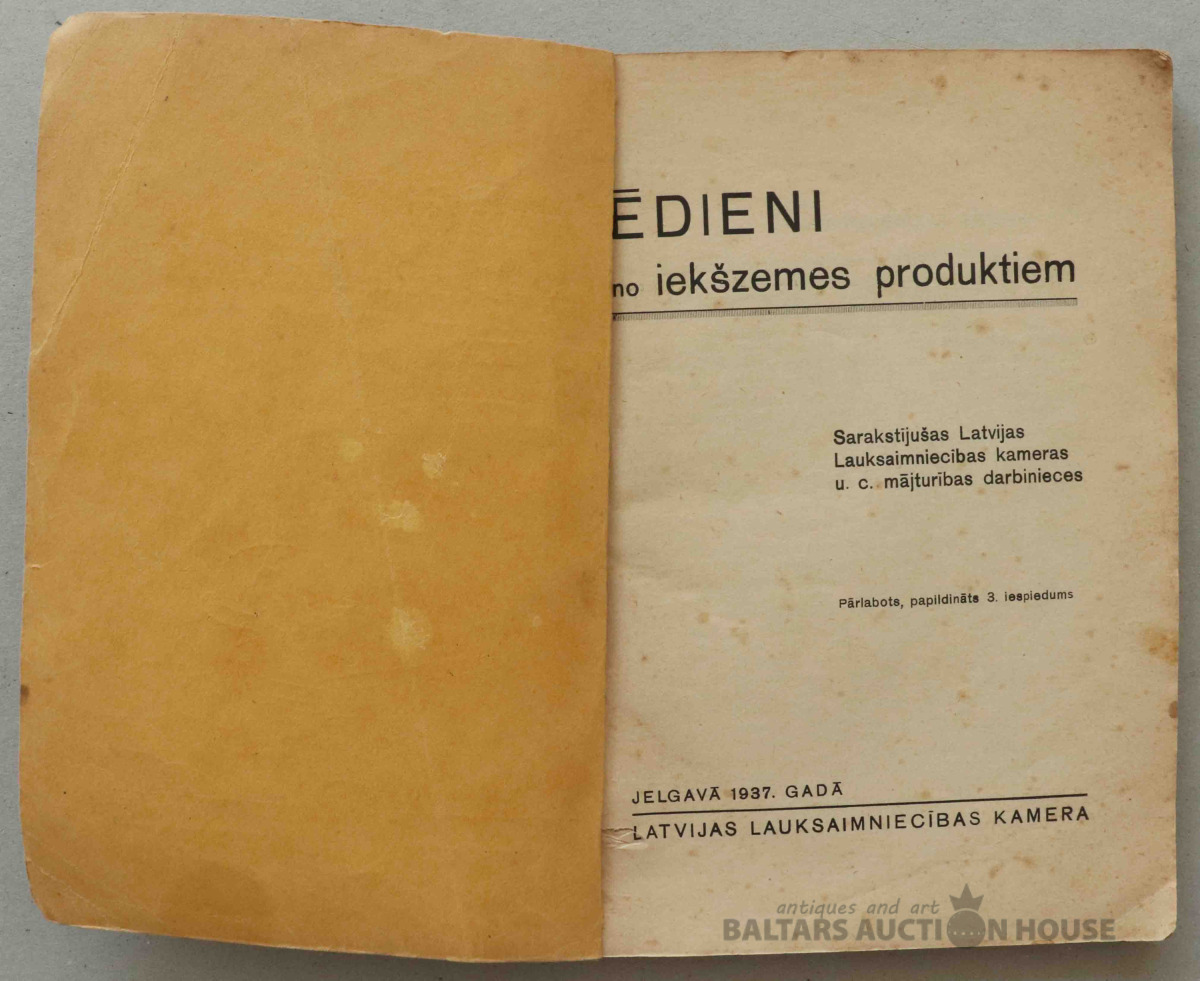 ĒDIENI
no iekšzemes produktiem
Sarakstījušas Latvijas
Lauksaimniecības kameras
u. c. mājturības darbinieces
Pārlabots, papildināts 3. iespiedums
JELGAVĀ 1937. GADĀ
LATVIJAS LAUKSAIMNIECĪBAS KAMERA
antiques and art
BALTARS AUCTION HOUSE